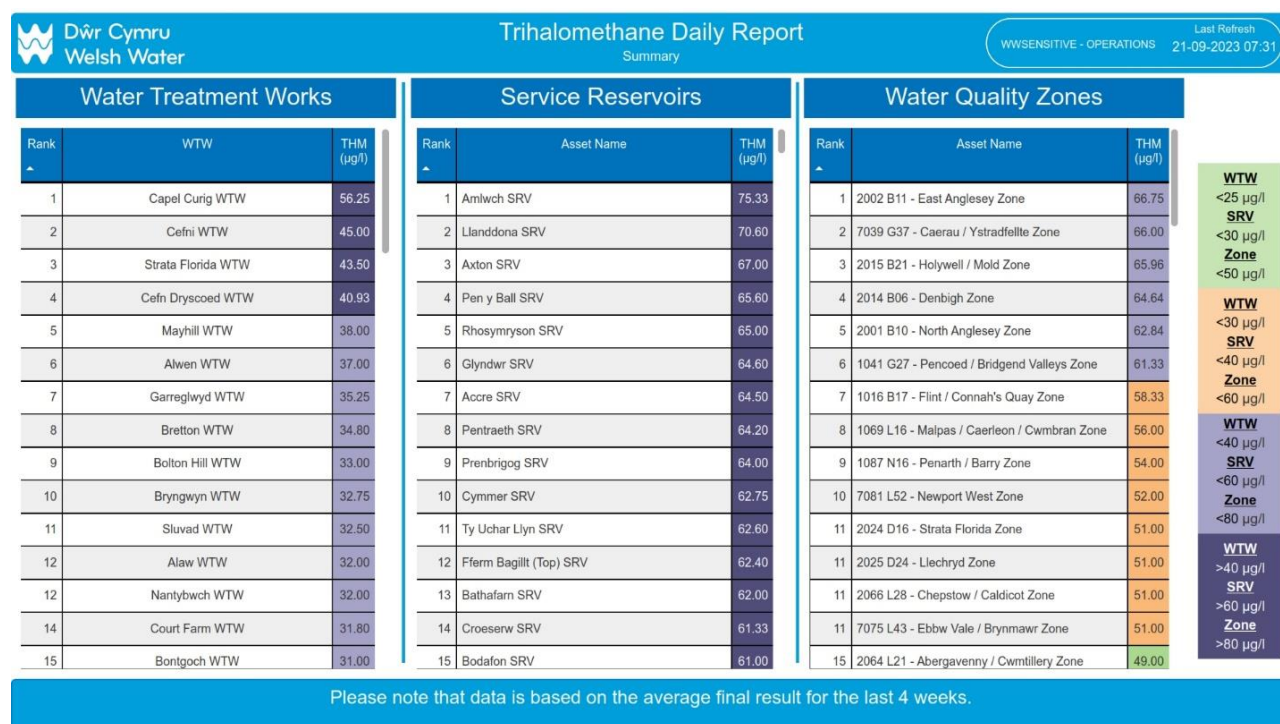 Dŵr Cymru
Welsh Water
Trihalomethane Daily Report
Summary
WWSENSITIVE - OPERATIONS
Last Refresh
21-09-2023 07:31
Water Treatment Works
Rank WTW THM (µg/l)
1 Capel Curig WTW 56.25
2 Cefni WTW 45.00
3 Strata Florida WTW 43.50
4 Cefn Dryscoed WTW 40.93
5 Mayhill WTW 38.00
6 Alwen WTW 37.00
7 Garreglwyd WTW 35.25
8 Bretton WTW 34.80
9 Bolton Hill WTW 33.00
10 Bryngwyn WTW 32.75
11 Sluvad WTW 32.50
12 Alaw WTW 32.00
12 Nantybwch WTW 32.00
14 Court Farm WTW 31.80
15 Bontgoch WTW 31.00
Service Reservoirs
Rank Asset Name THM (µg/l)
1 Amlwch SRV 75.33
2 Llanddona SRV 70.60
3 Axton SRV 67.00
4 Pen y Ball SRV 65.60
5 Rhosymryson SRV 65.00
6 Glyndwr SRV 64.60
7 Accre SRV 64.50
8 Pentraeth SRV 64.20
9 Prenbrigog SRV 64.00
10 Cymmer SRV 62.75
11 Ty Uchar Llyn SRV 62.60
12 Fferm Bagillt (Top) SRV 62.40
13 Bathafarn SRV 62.00
14 Croeserw SRV 61.33
15 Bodafon SRV 61.00
Water Quality Zones
Rank Asset Name THM (µg/l)
1 2002 B11 - East Anglesey Zone 66.75
2 7039 G37 - Caerau / Ystradfellte Zone 66.00
3 2015 B21 - Holywell / Mold Zone 65.96
4 2014 B06 - Denbigh Zone 64.64
5 2001 B10 - North Anglesey Zone 62.84
6 1041 G27 - Pencoed / Bridgend Valleys Zone 61.33
7 1016 B17 - Flint / Connah's Quay Zone 58.33
8 1069 L16 - Malpas / Caerleon / Cwmbran Zone 56.00
9 1087 N16 - Penarth / Barry Zone 54.00
10 7081 L52 - Newport West Zone 52.00
11 2024 D16 - Strata Florida Zone 51.00
11 2025 D24 - Llechryd Zone 51.00
11 2066 L28 - Chepstow / Caldicot Zone 51.00
11 7075 L43 - Ebbw Vale / Brynmawr Zone 51.00
15 2064 L21 - Abergavenny / Cwmtillery Zone 49.00
WTW
<25 µg/l
SRV
<30 µg/l
Zone
<50 µg/l
WTW
<30 µg/l
SRV
<40 µg/l
Zone
<60 µg/l
WTW
<40 µg/l
SRV
<60 µg/l
Zone
<80 µg/l
WTW
>40 µg/l
SRV
>60 µg/l
Zone
>80 µg/l
Please note that data is based on the average final result for the last 4 weeks.